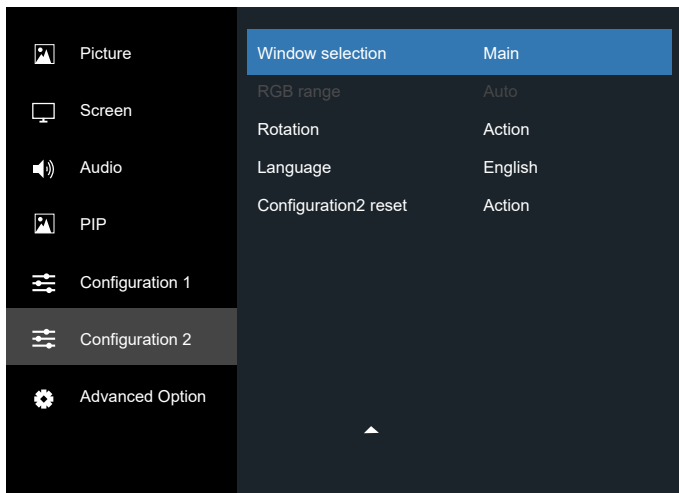 Picture
Screen
Audio
PIP
Configuration 1
Configuration 2
Advanced Option
Window selection Main
RGB range Auto
Rotation Action
Language English
Configuration2 reset Action